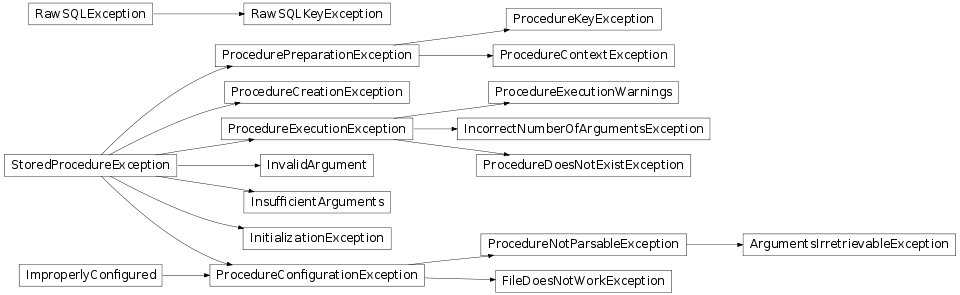 RawSQLException
RawSQLKeyException
ProcedureKeyException
ProcedurePreparationException
ProcedureContextException
ProcedureCreationException
ProcedureExecutionWarnings
ProcedureExecutionException
IncorrectNumberOfArgumentsException
StoredProcedureException
InvalidArgument
ProcedureDoesNotExistException
InsufficientArguments
InitializationException
ProcedureNotParsableException
ArgumentsIrretrievableException
ImproperlyConfigured
ProcedureConfigurationException
FileDoesNotWorkException